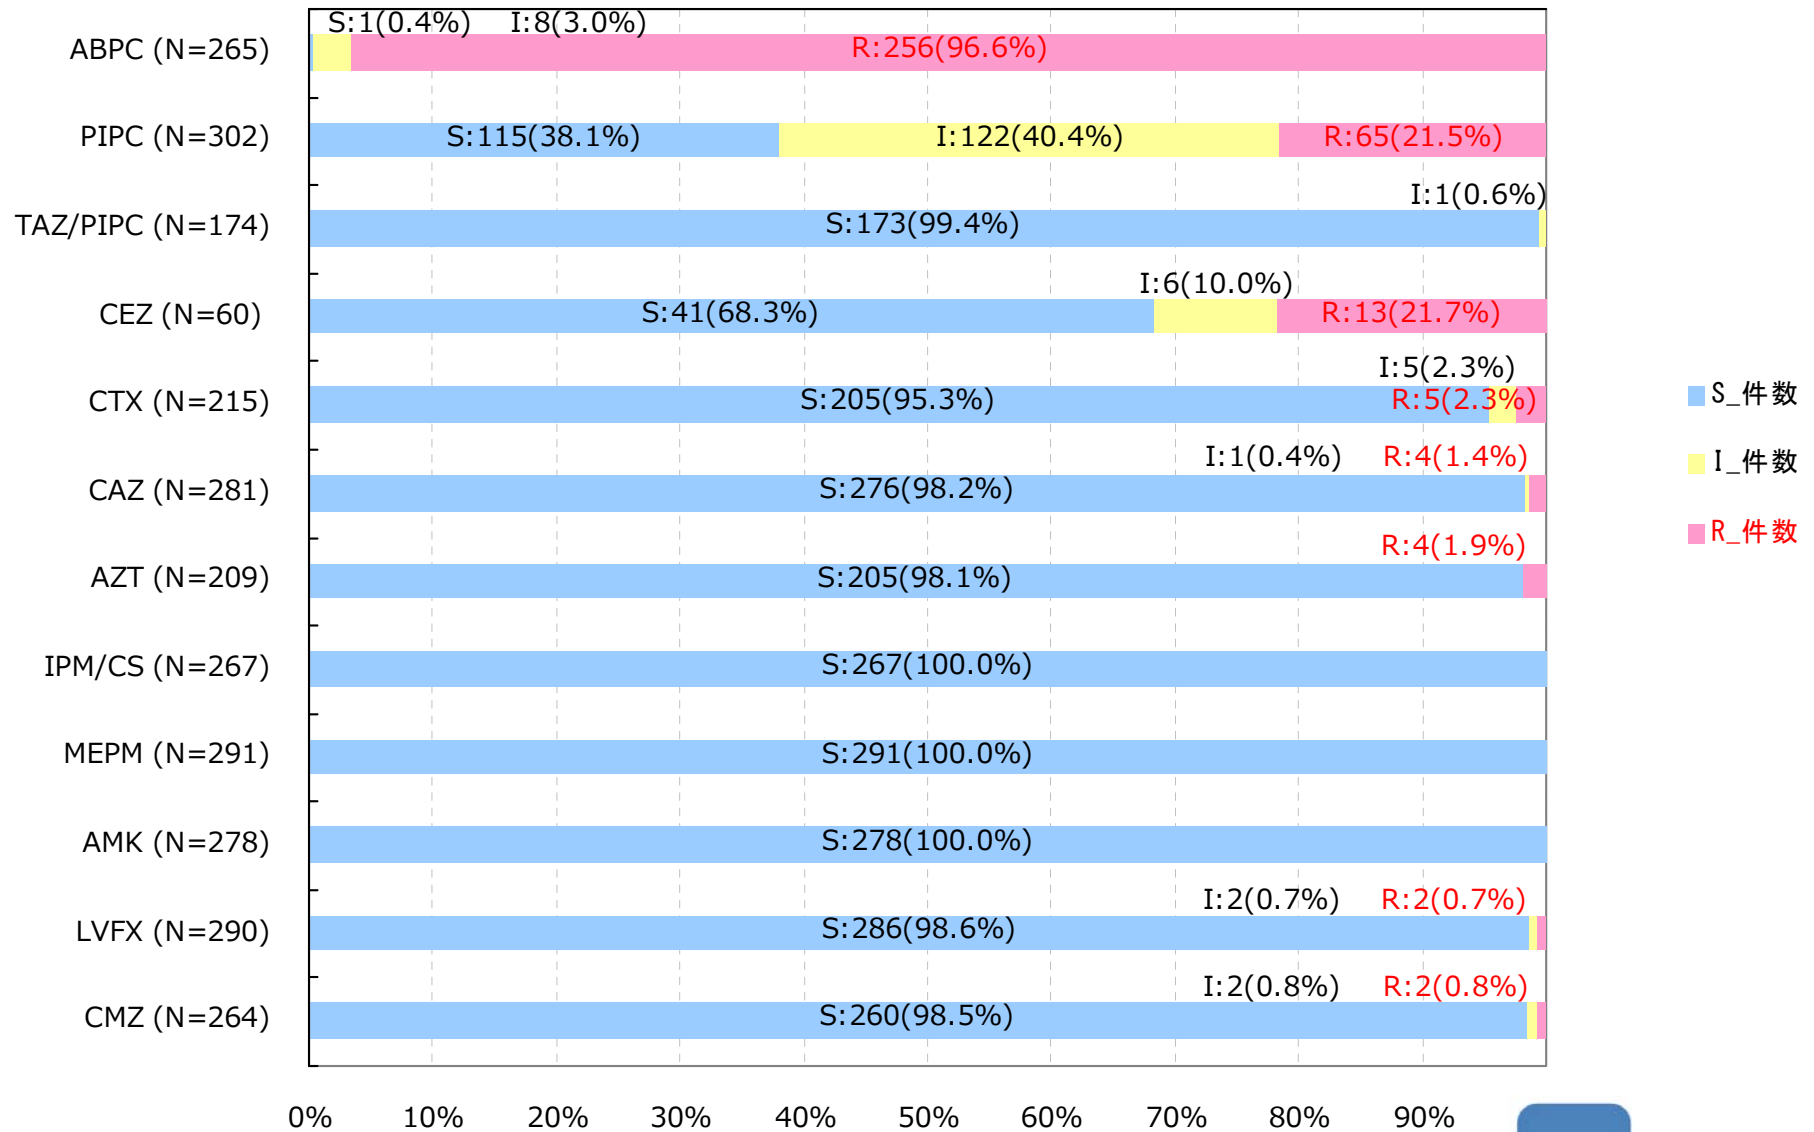 S:1(0.4%) I:8(3.0%)
ABPC (N=265) R:256(96.6%)
PIPC (N=302) S:115(38.1%) I:122(40.4%) R:65(21.5%)
I:1(0.6%)
TAZ/PIPC (N=174) S:173(99.4%)
I:6(10.0%)
CEZ (N=60) S:41(68.3%) R:13(21.7%)
I:5(2.3%)
CTX (N=215) S:205(95.3%) R:5(2.3%)
I:1(0.4%) R:4(1.4%)
CAZ (N=281) S:276(98.2%)
R:4(1.9%)
AZT (N=209) S:205(98.1%)
IPM/CS (N=267) S:267(100.0%)
MEPM (N=291) S:291(100.0%)
AMK (N=278) S:278(100.0%)
I:2(0.7%) R:2(0.7%)
LVFX (N=290) S:286(98.6%)
I:2(0.8%) R:2(0.8%)
CMZ (N=264) S:260(98.5%)
0% 10% 20% 30% 40% 50% 60% 70% 80% 90%
S_件数
I_件数
R_件数